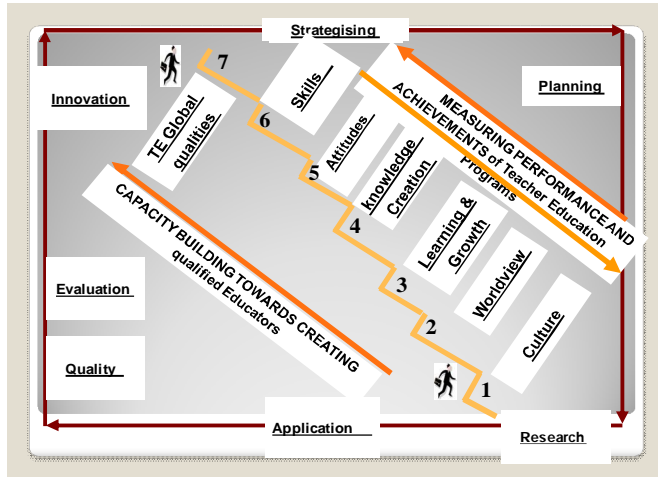 Strategising
Innovation
Planning
7
6
5
4
3
2
1
Skills
TE Global
qualities
Attitudes
knowledge
Creation
Learning &
Growth
Worldview
Culture
MEASURING PERFORMANCE AND
ACHIEVEMENTS of Teacher Education
Programs
CAPACITY BUILDING TOWARDS CREATING
qualified Educators
Evaluation
Quality
Application
Research